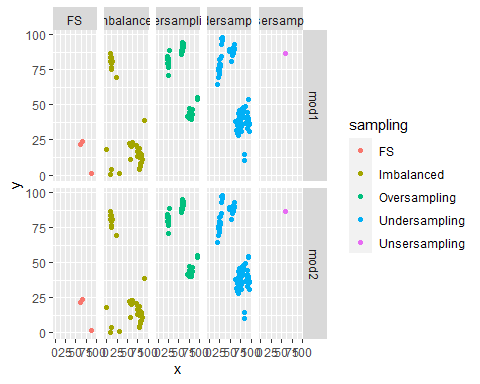 FS
mbalance
ersampli
dersamp
sersamp
100
75
50
25
0
mod1
100
75
50
25
0
mod2
y
x
sampling
FS
Imbalanced
Oversampling
Undersampling
Unsersampling